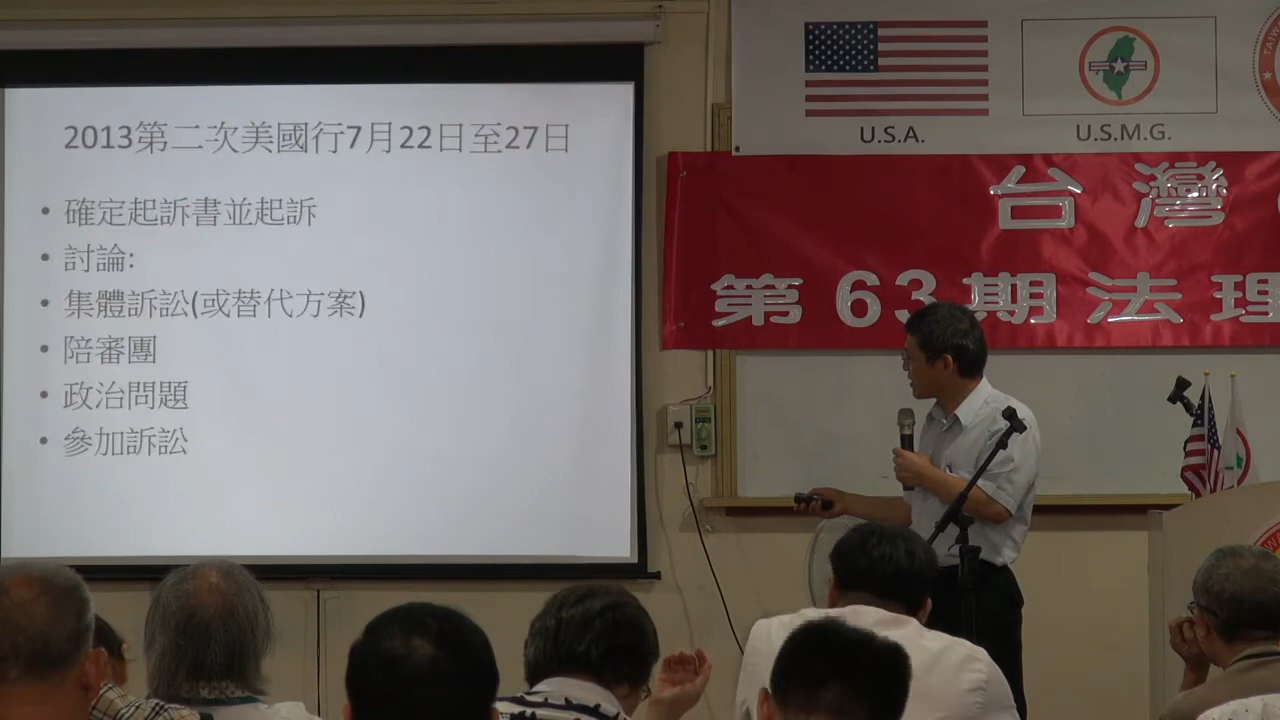 2013第二次美國行7月22日至27日
• 確定起訴書並起訴
• 討論:
• 集體訴訟(或替代方案)
• 陪審團
• 政治問題
• 參加訴訟
U.S.A.
U.S.M.G.
台灣
第63期法理